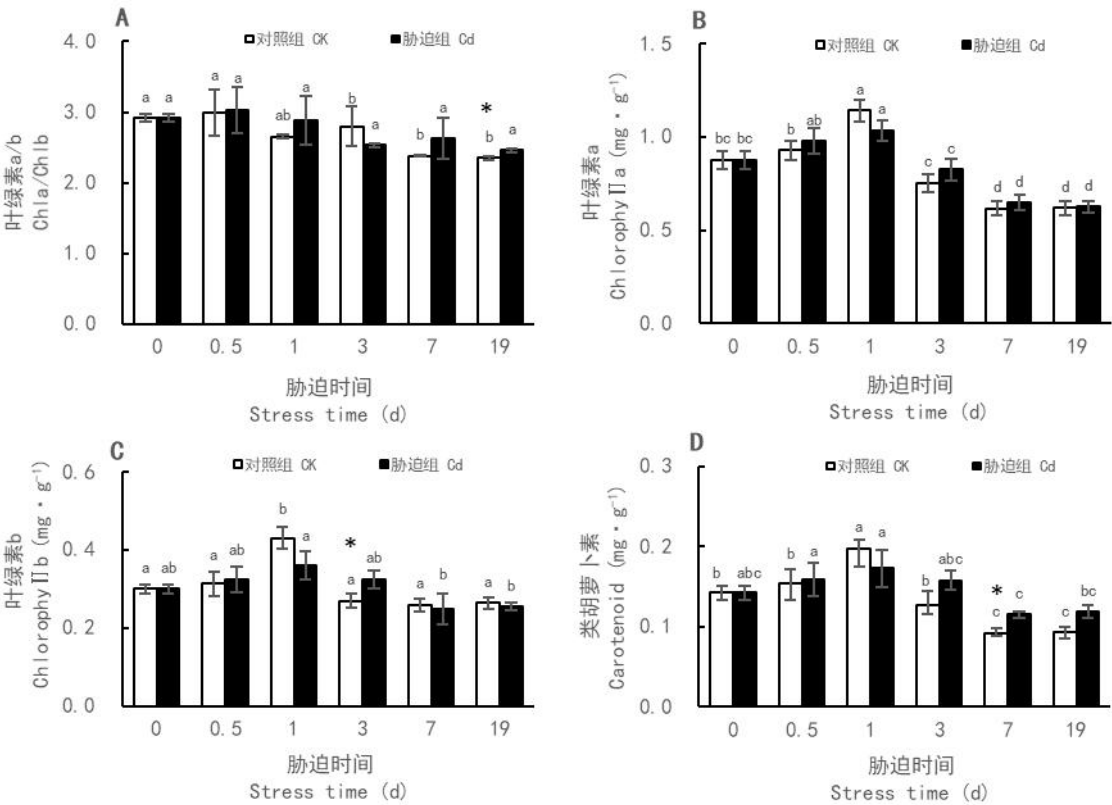 A
对照组 CK 胁迫组 Cd
4.0
3.0
2.0
1.0
0.0
叶绿素a/b
Chla/Chlb
a a a a ab a b a b a * b a
0 0.5 1 3 7 19
胁迫时间
Stress time (d)
B
对照组 CK 胁迫组 Cd
1.5
1.0
0.5
0.0
叶绿素a
ChlorophyⅡa (mg·g⁻¹)
bc bc b ab a a c c d d d d
0 0.5 1 3 7 19
胁迫时间
Stress time (d)
C
对照组 CK 胁迫组 Cd
0.6
0.4
0.2
0.0
叶绿素b
ChlorophyⅡb (mg·g⁻¹)
a ab a ab b a * a ab a b a b
0 0.5 1 3 7 19
胁迫时间
Stress time (d)
D
对照组 CK 胁迫组 Cd
0.3
0.2
0.1
0.0
类胡萝卜素
Carotenoid (mg·g⁻¹)
b abc b a a a b abc * c c c bc
0 0.5 1 3 7 19
胁迫时间
Stress time (d)